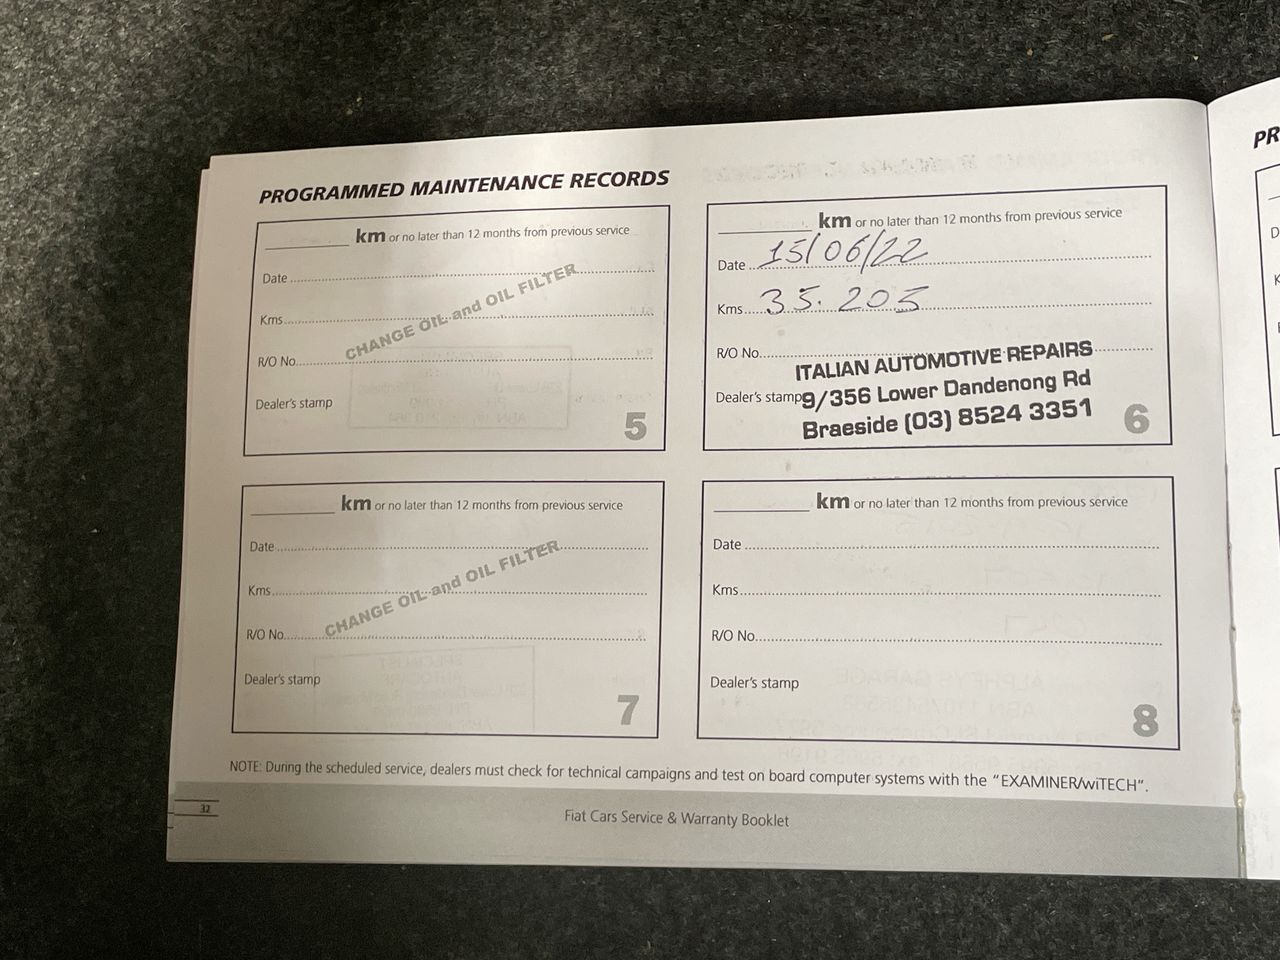 PROGRAMMED MAINTENANCE RECORDS
km or no later than 12 months from previous service
Date
Kms
R/O No.
CHANGE OIL and OIL FILTER
Dealer's stamp
5
km or no later than 12 months from previous service
Date 15/06/22
Kms 35.205
R/O No.
Dealer's stamp
ITALIAN AUTOMOTIVE REPAIRS
9/356 Lower Dandenong Rd
Braeside (03) 8524 3351
6
km or no later than 12 months from previous service
Date
Kms
R/O No.
CHANGE OIL and OIL FILTER
Dealer's stamp
7
km or no later than 12 months from previous service
Date
Kms
R/O No.
Dealer's stamp
8
NOTE: During the scheduled service, dealers must check for technical campaigns and test on board computer systems with the "EXAMINER/wiTECH".
32
Fiat Cars Service & Warranty Booklet
PR